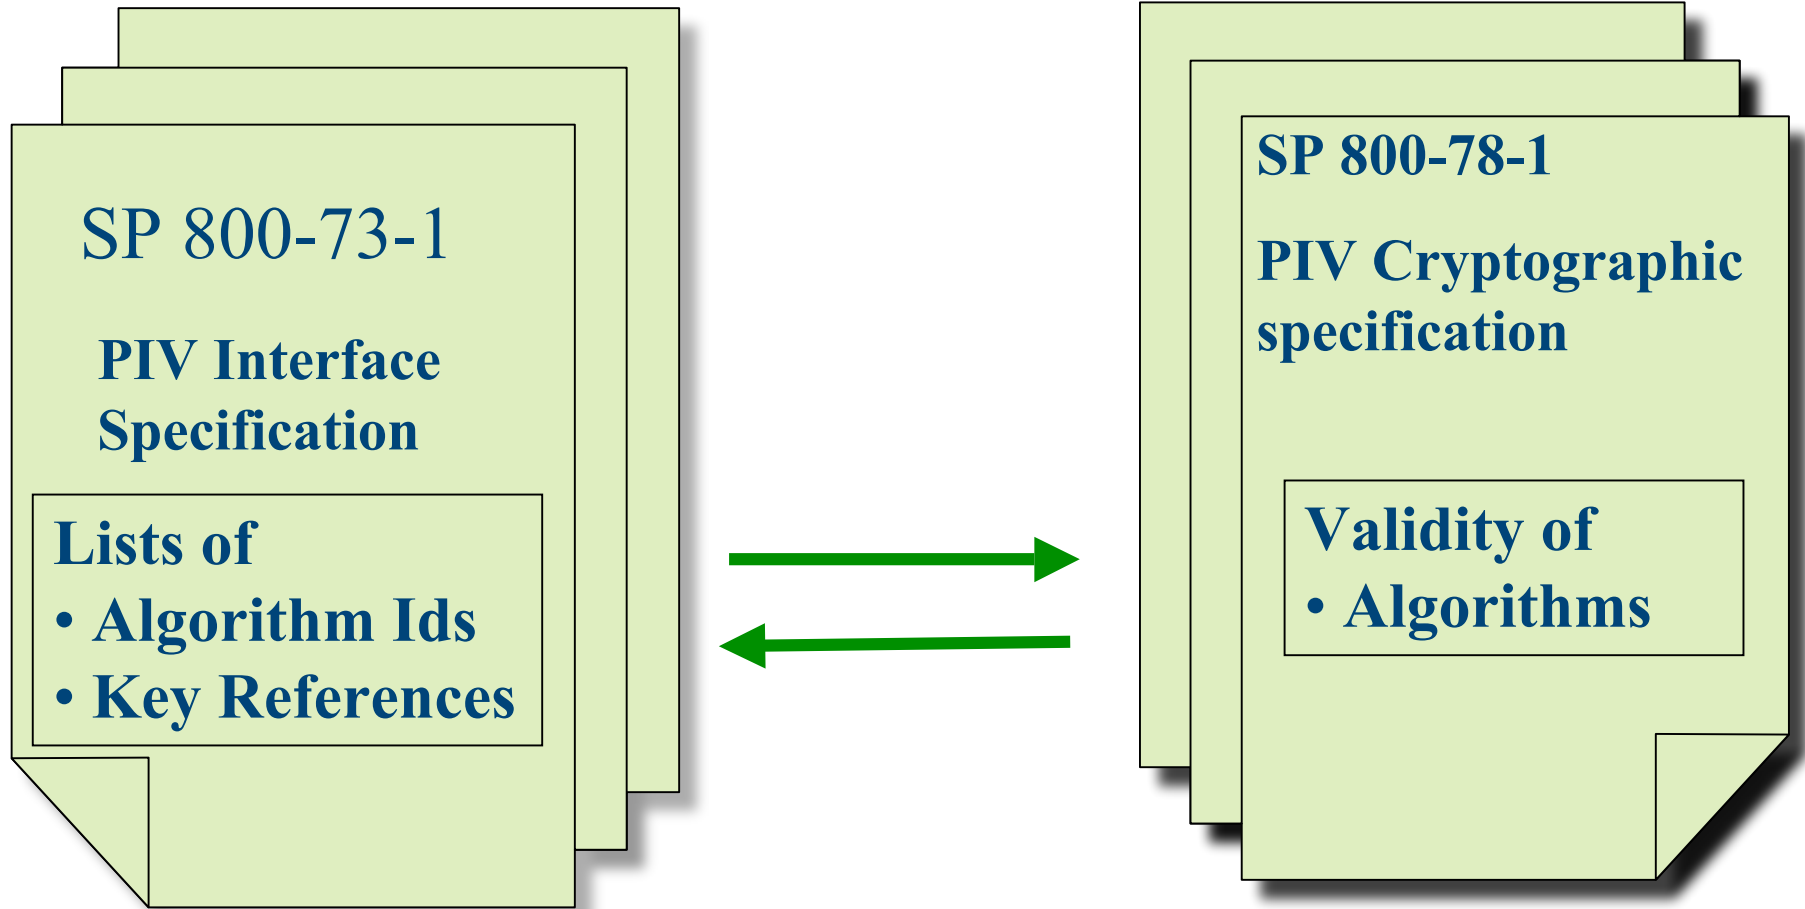 SP 800-73-1
PIV Interface
Specification
Lists of
• Algorithm Ids
• Key References
SP 800-78-1
PIV Cryptographic
specification
Validity of
• Algorithms